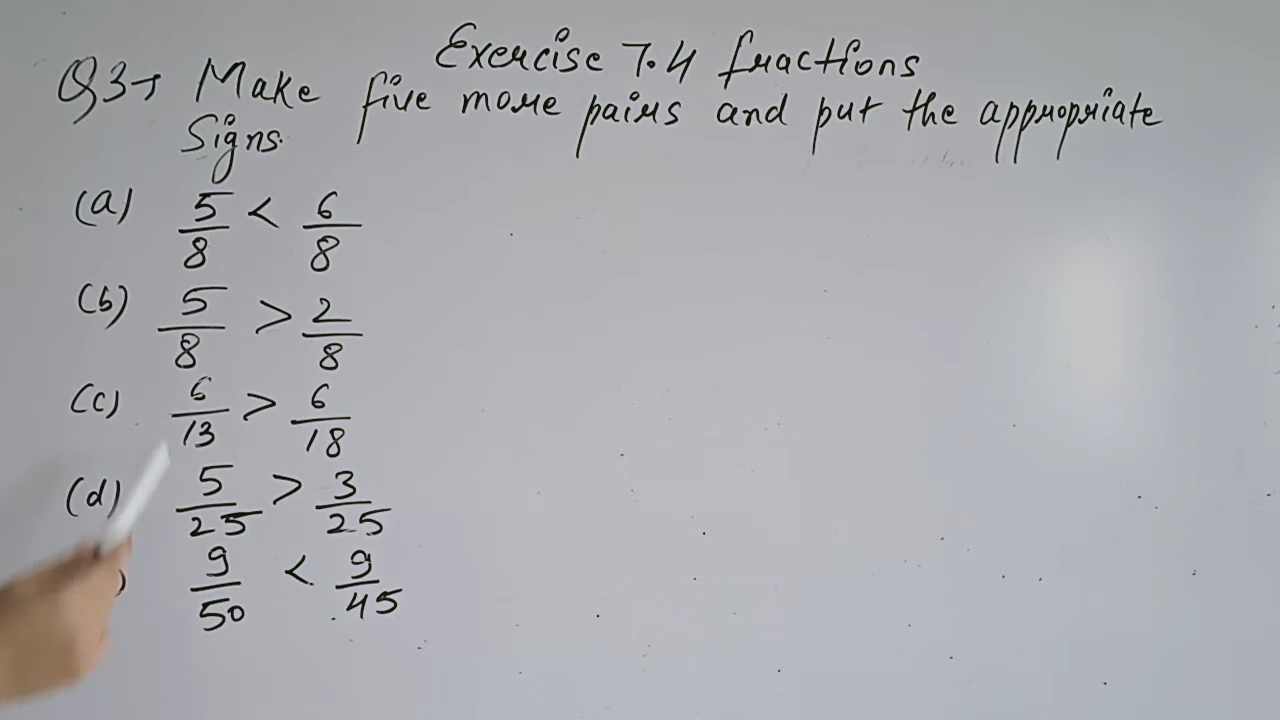 Exercise 7.4 fractions
Q3→ Make five more pairs and put the appropriate
Signs.
(a) 5/8 < 6/8
(b) 5/8 > 2/8
(c) 6/13 > 6/18
(d) 5/25 > 3/25
) 9/50 < 9/45